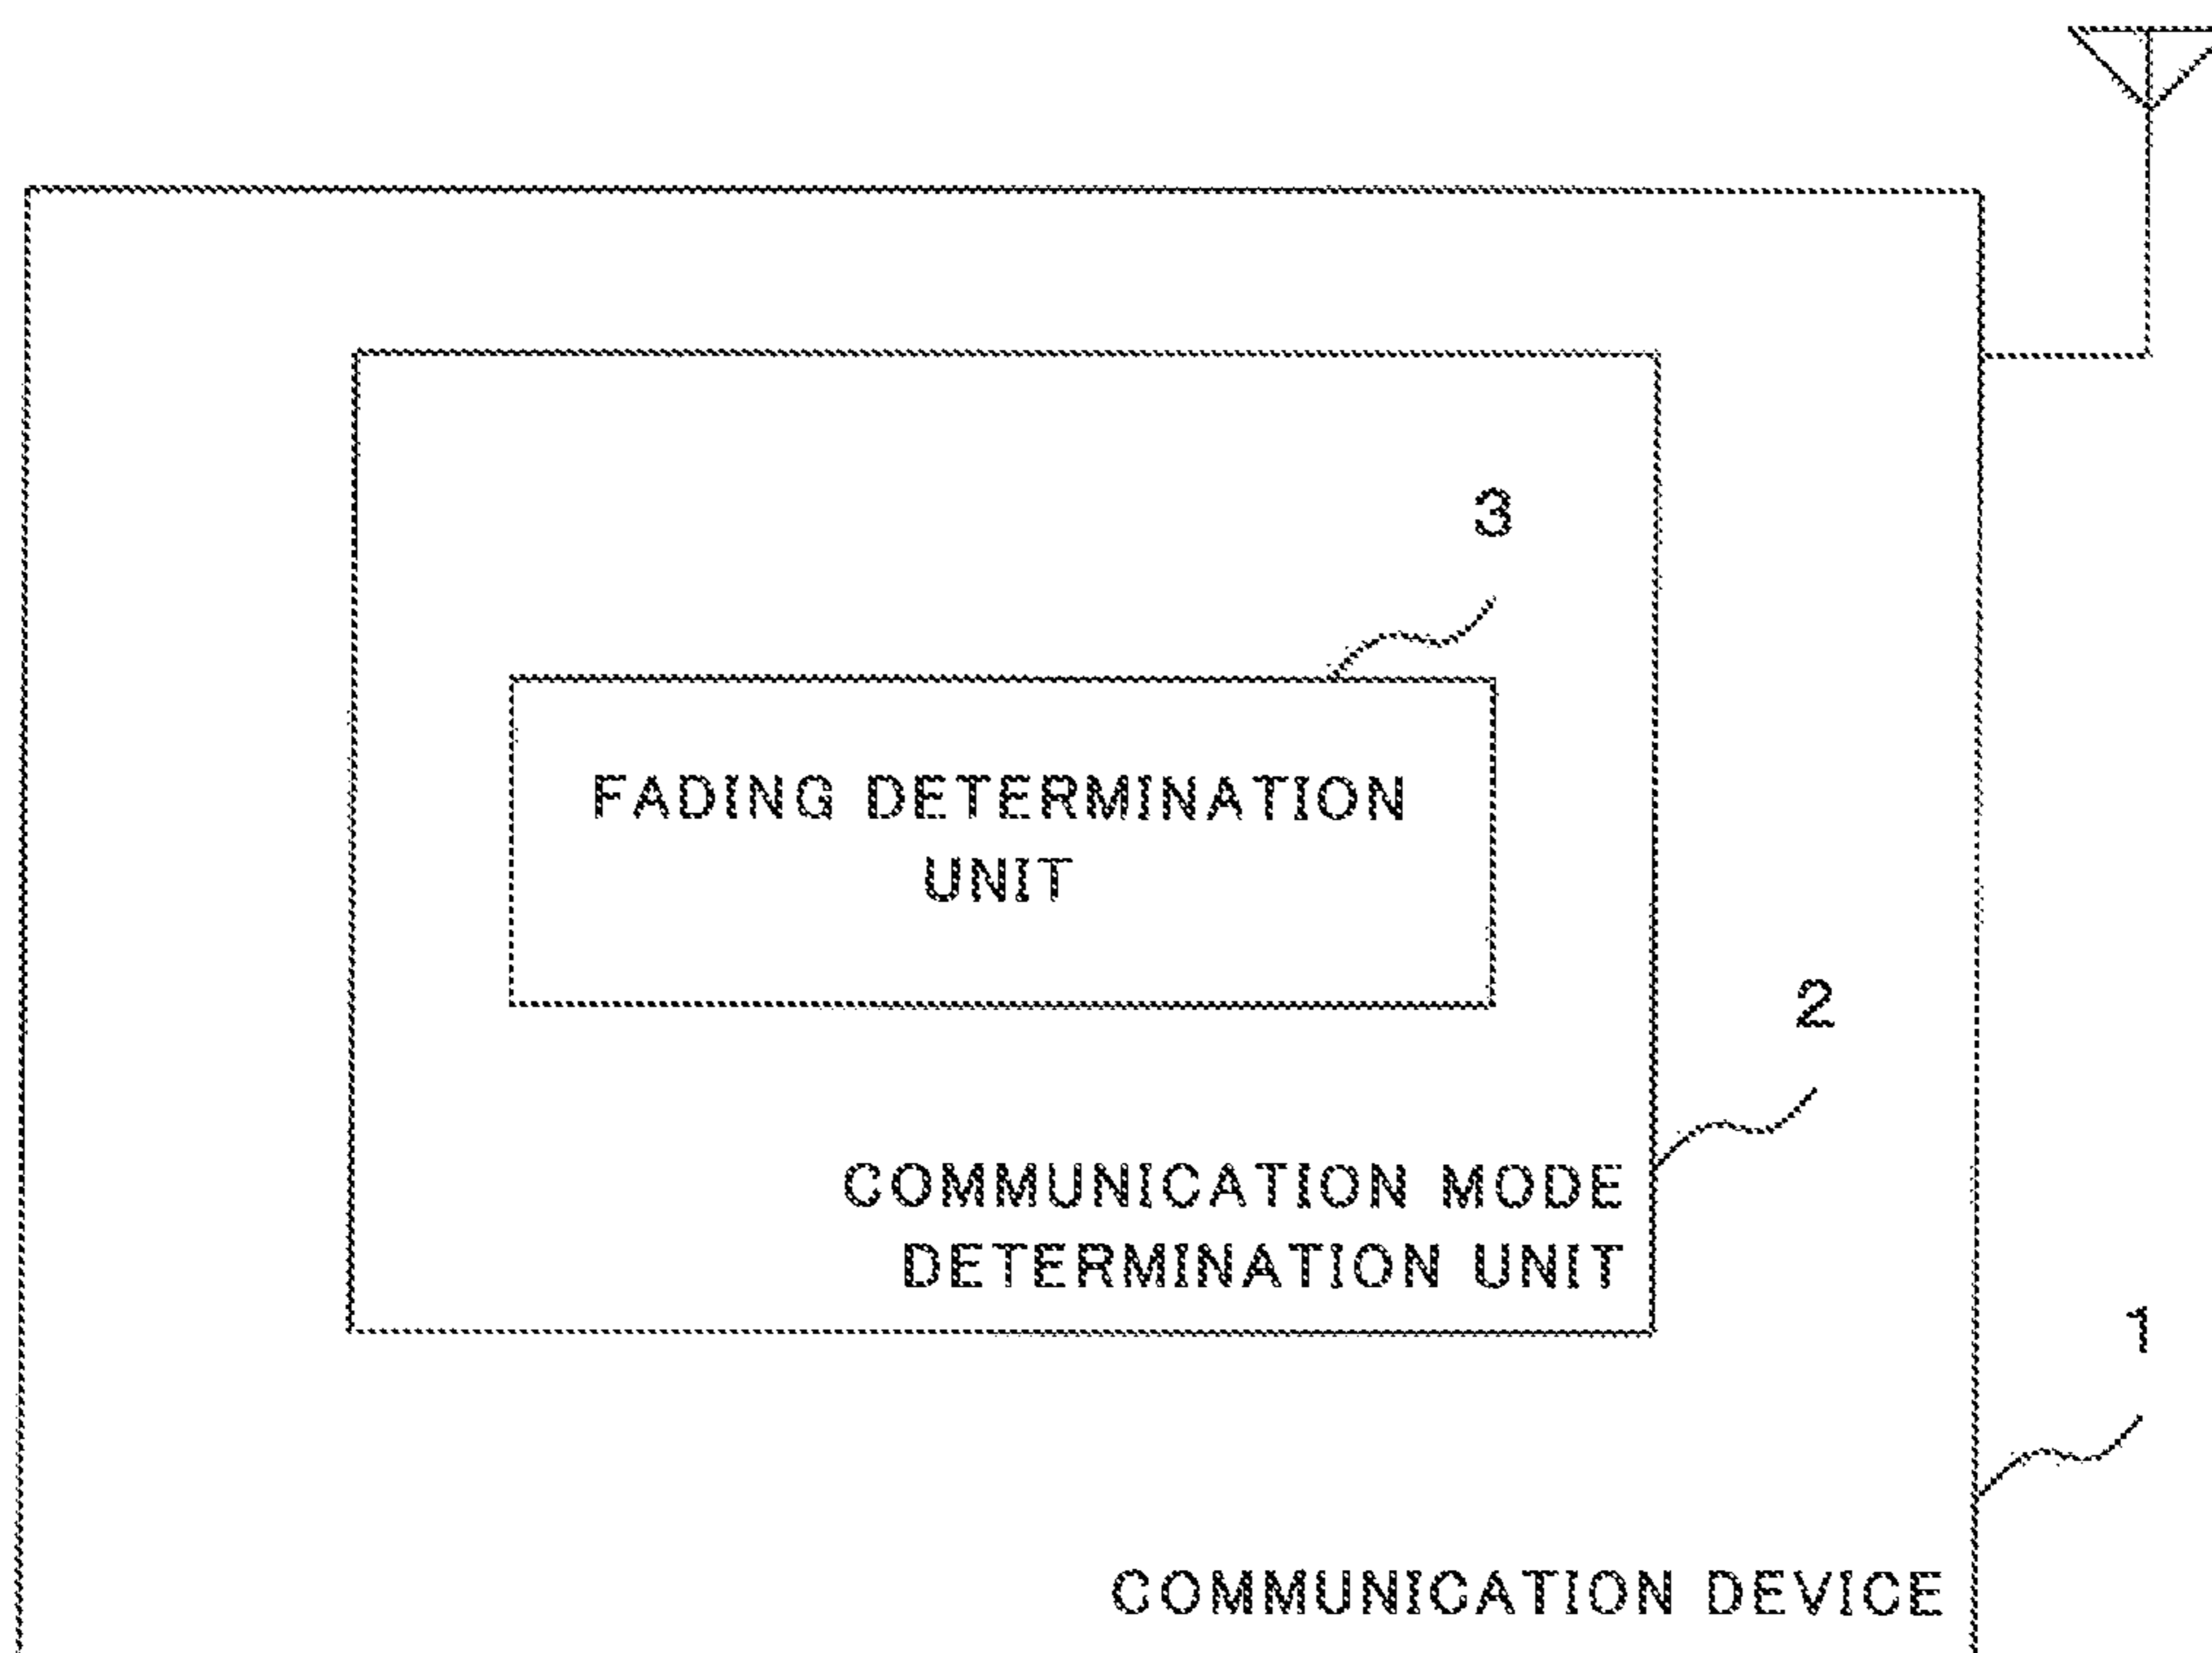 3
FADING DETERMINATION
UNIT
2
COMMUNICATION MODE
DETERMINATION UNIT
1
COMMUNICATION DEVICE